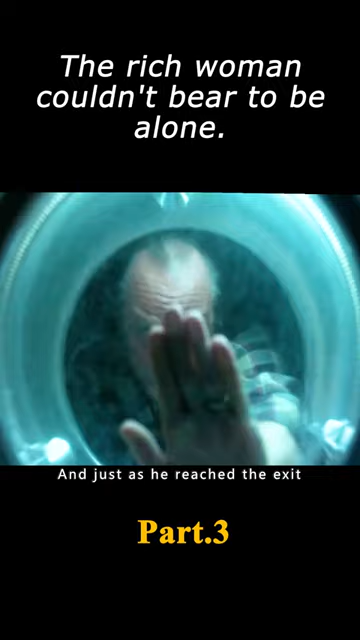 The rich woman
couldn't bear to be
alone.
And just as he reached the exit
Part.3